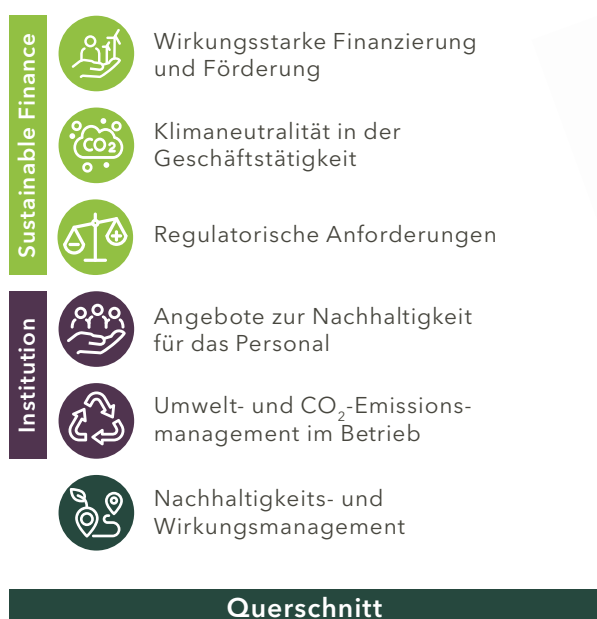 Sustainable Finance
Wirkungsstarke Finanzierung
und Förderung
CO2
Klimaneutralität in der
Geschäftstätigkeit
Regulatorische Anforderungen
Institution
Angebote zur Nachhaltigkeit
für das Personal
Umwelt- und CO₂-Emissions-
management im Betrieb
Nachhaltigkeits- und
Wirkungsmanagement
Querschnitt